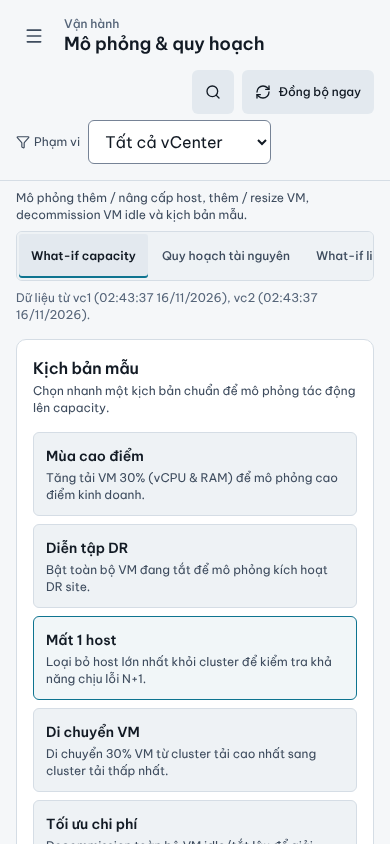 Vận hành
Mô phỏng & quy hoạch
Đồng bộ ngay
Phạm vi
Tất cả vCenter
Mô phỏng thêm / nâng cấp host, thêm / resize VM,
decommission VM idle và kịch bản mẫu.
What-if capacity
Quy hoạch tài nguyên
What-if li
Dữ liệu từ vc1 (02:43:37 16/11/2026), vc2 (02:43:37
16/11/2026).
Kịch bản mẫu
Chọn nhanh một kịch bản chuẩn để mô phỏng tác động
lên capacity.
Mùa cao điểm
Tăng tải VM 30% (vCPU & RAM) để mô phỏng cao
điểm kinh doanh.
Diễn tập DR
Bật toàn bộ VM đang tắt để mô phỏng kích hoạt
DR site.
Mất 1 host
Loại bỏ host lớn nhất khỏi cluster để kiểm tra khả
năng chịu lỗi N+1.
Di chuyển VM
Di chuyển 30% VM từ cluster tải cao nhất sang
cluster tải thấp nhất.
Tối ưu chi phí